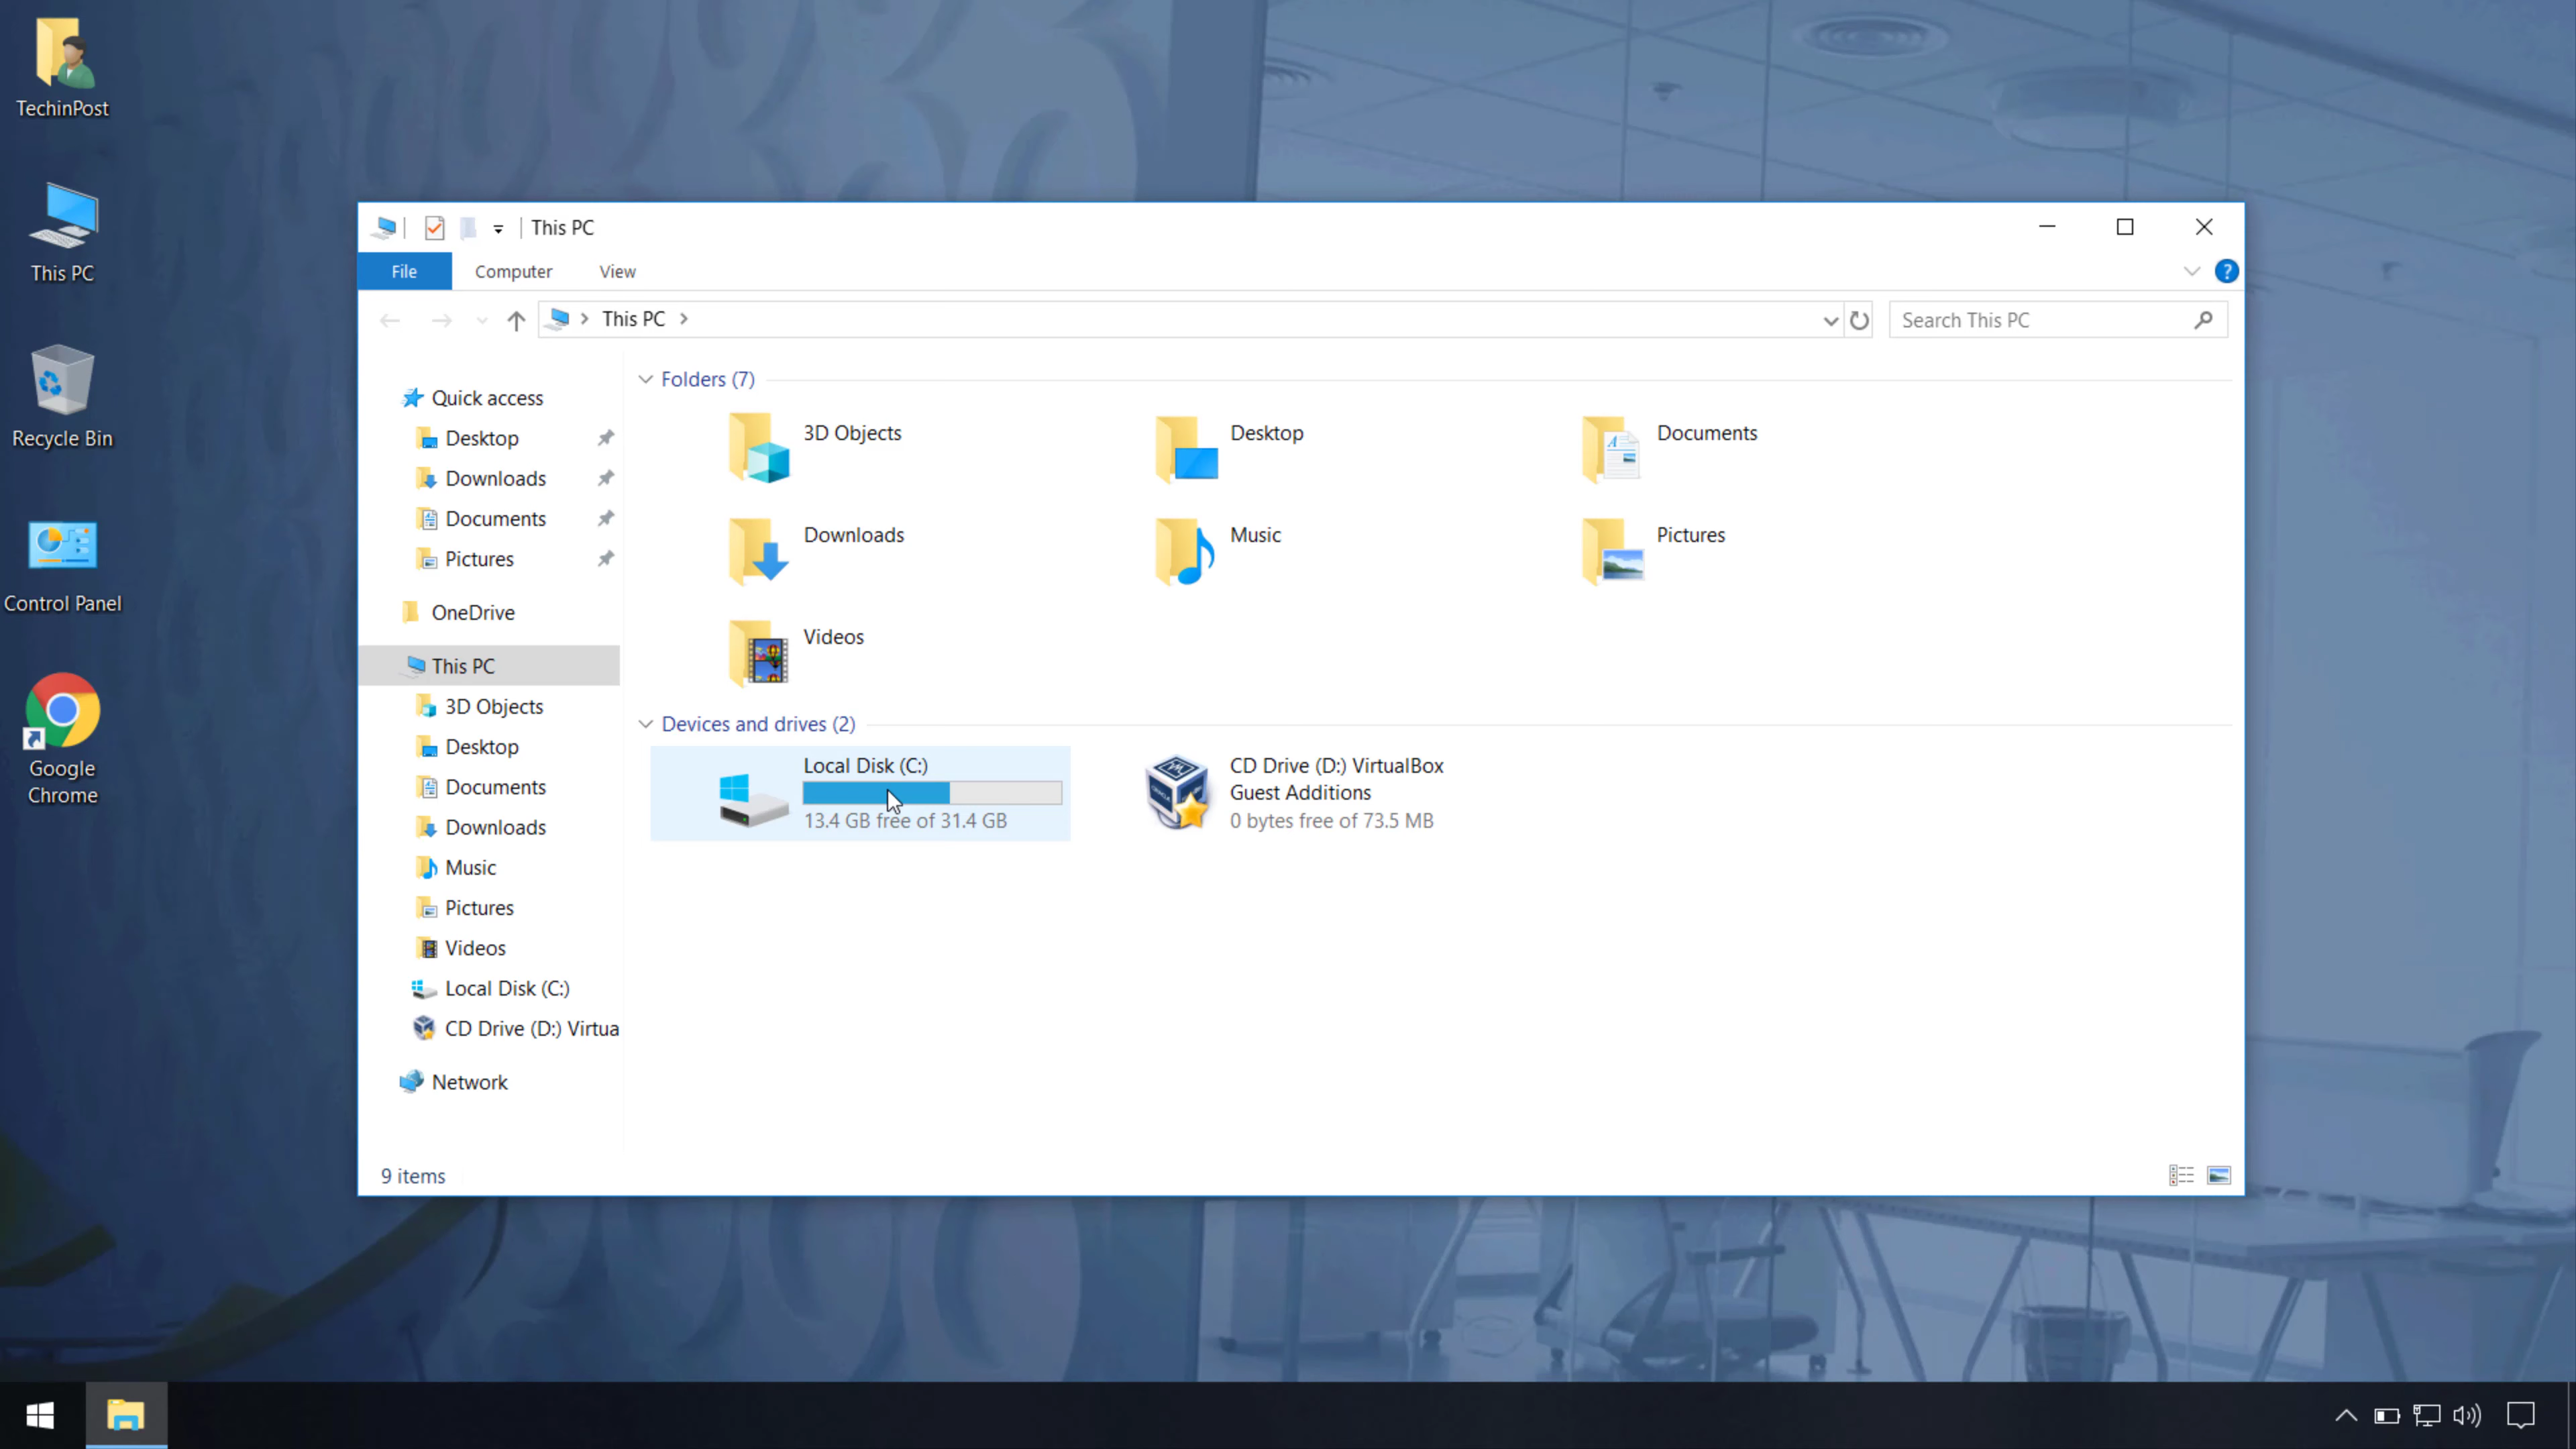 TechinPost
This PC
Recycle Bin
Control Panel
Google
Chrome
This PC
File
Computer
View
This PC
Search This PC
Quick access
Desktop
Downloads
Documents
Pictures
OneDrive
This PC
3D Objects
Desktop
Documents
Downloads
Music
Pictures
Videos
Local Disk (C:)
CD Drive (D:) Virtua
Network
Folders (7)
3D Objects
Desktop
Documents
Downloads
Music
Pictures
Videos
Devices and drives (2)
Local Disk (C:)
13.4 GB free of 31.4 GB
CD Drive (D:) VirtualBox
Guest Additions
0 bytes free of 73.5 MB
9 items